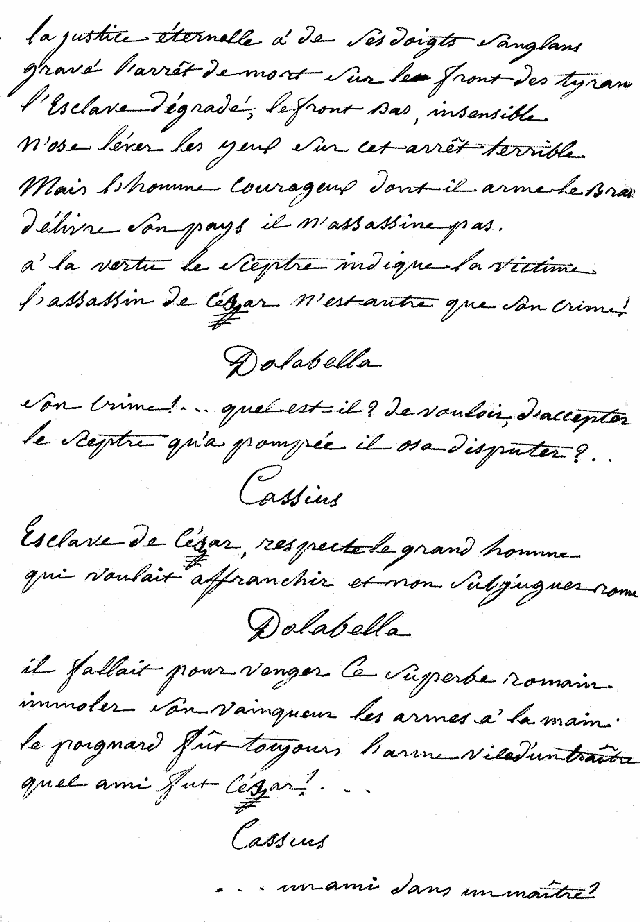 la justice éternelle á de ses doigts sanglans
gravé l'arrêt de mort sur le front des tyran
l'Esclave dégradé, le front bas, insensible
n'ose léver les yeux sur cet arrêt terrible
Mais l'homme courageux dont il arme le Bras
délivre son pays il n'assassine pas.
á la vertu le sceptre indique la victime
l'assassin de César n'est autre que son crime!
Dolabella
son crime!... quel est il? de vouloir, d'accepter
le sceptre qu'a pompée il osa disputer?..
Cassius
Esclave de César, respecte le grand homme
qui voulait affranchir et non subjuguer rome
Dolabella
il fallait pour venger ce superbe romain
immoler son vainqueur les armes á la main.
le poignard fût toujours l'arme vile d'un traître
quel ami fut César!...
Cassius
... un ami dans un maître?